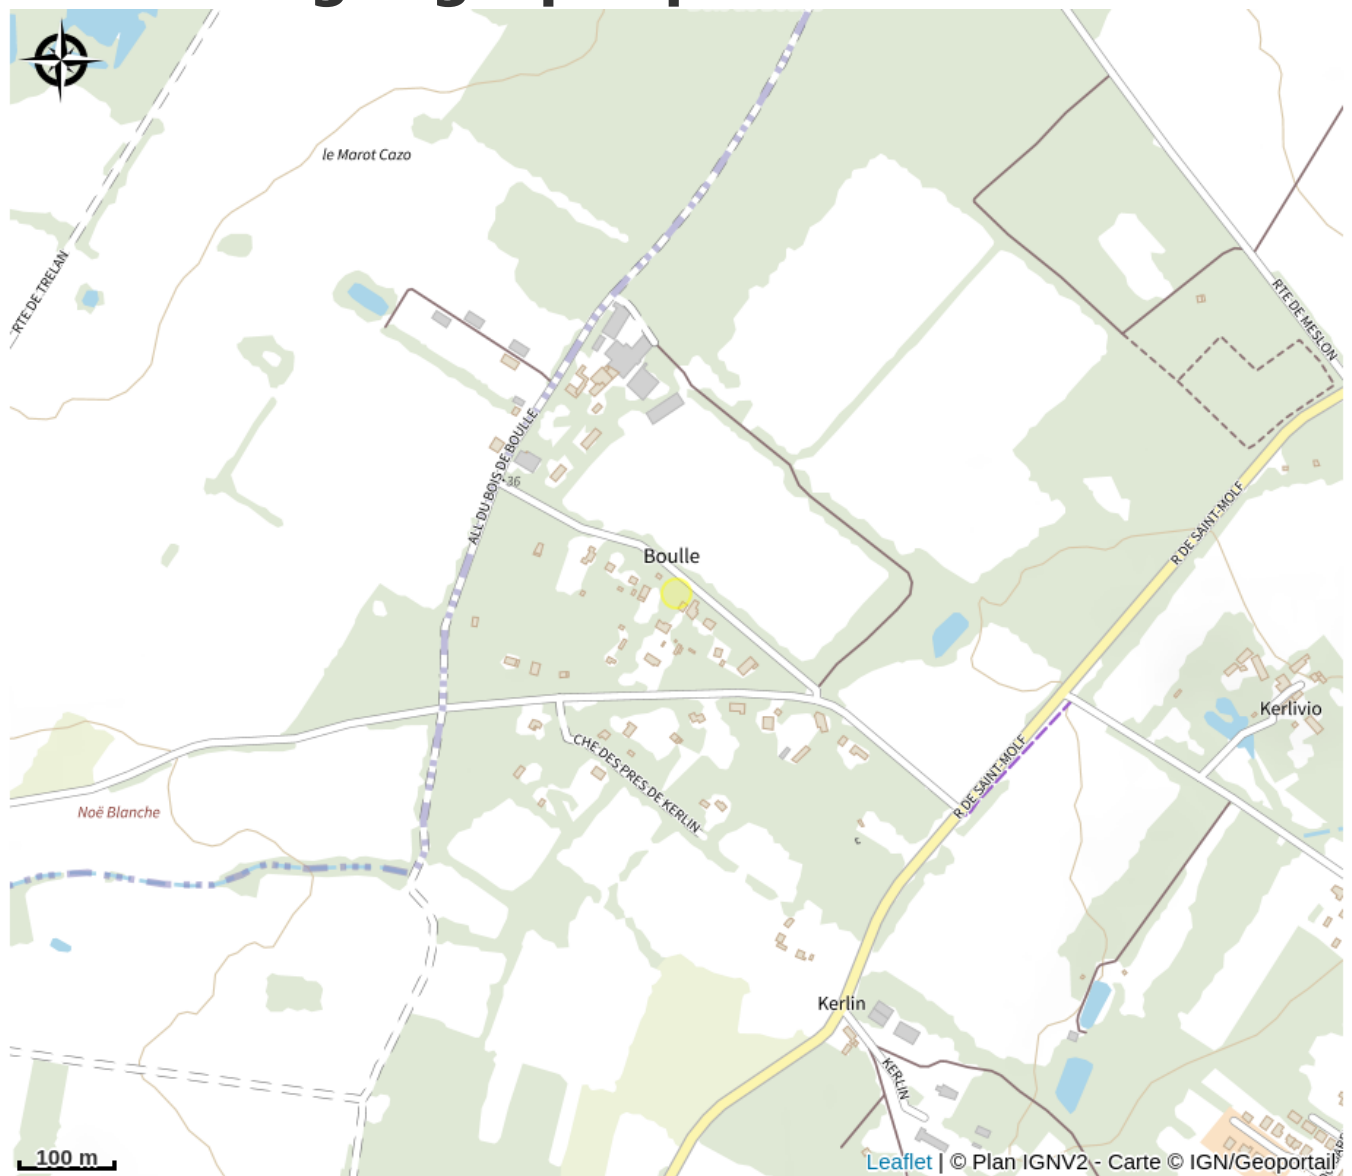 le Marot Cazo
RTE DE TRELAN
RTE DE MESLON
ALL DU BOIS DE BOULLE
36
R DE SAINT-MOLF
Boulle
Kerlivio
CHE DES PRES DE KERLIN
R DE SAINT-MOLF
Noë Blanche
Kerlin
KERLIN
100 m
Leaflet | © Plan IGNV2 - Carte © IGN/Geoportail